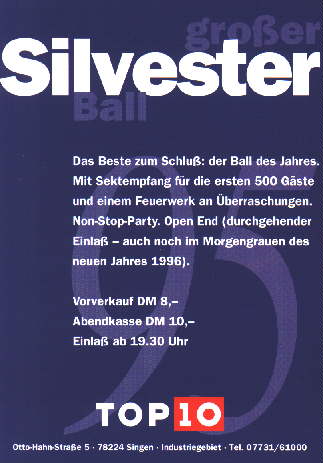 großer
Silvester
Ball
95
Das Beste zum Schluß: der Ball des Jahres.
Mit Sektempfang für die ersten 500 Gäste
und einem Feuerwerk an Überraschungen.
Non-Stop-Party. Open End (durchgehender
Einlaß – auch noch im Morgengrauen des
neuen Jahres 1996).
Vorverkauf DM 8,–
Abendkasse DM 10,–
Einlaß ab 19.30 Uhr
TOP10
Otto-Hahn-Straße 5 · 78224 Singen · Industriegebiet · Tel. 07731/61000